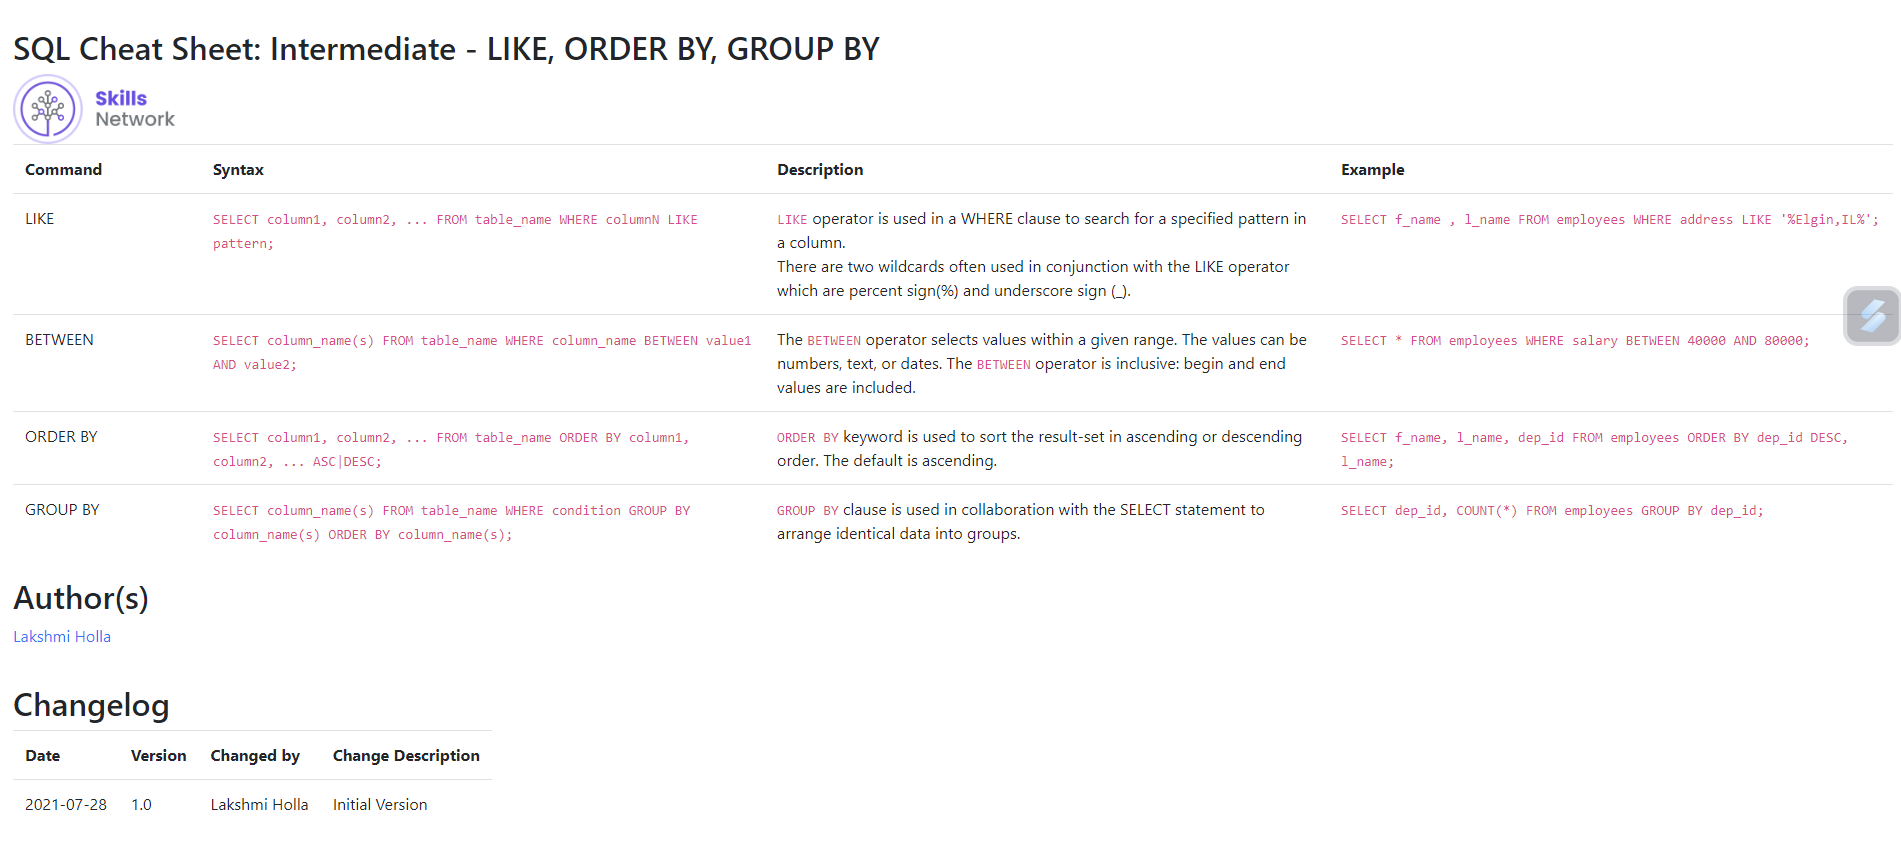 SQL Cheat Sheet: Intermediate - LIKE, ORDER BY, GROUP BY
Skills
Network
Command Syntax Description Example
LIKE
SELECT column1, column2, ... FROM table_name WHERE columnN LIKE
pattern;
LIKE operator is used in a WHERE clause to search for a specified pattern in
a column.
There are two wildcards often used in conjunction with the LIKE operator
which are percent sign(%) and underscore sign (_).
SELECT f_name , l_name FROM employees WHERE address LIKE '%Elgin,IL%';
BETWEEN
SELECT column_name(s) FROM table_name WHERE column_name BETWEEN value1
AND value2;
The BETWEEN operator selects values within a given range. The values can be
numbers, text, or dates. The BETWEEN operator is inclusive: begin and end
values are included.
SELECT * FROM employees WHERE salary BETWEEN 40000 AND 80000;
ORDER BY
SELECT column1, column2, ... FROM table_name ORDER BY column1,
column2, ... ASC|DESC;
ORDER BY keyword is used to sort the result-set in ascending or descending
order. The default is ascending.
SELECT f_name, l_name, dep_id FROM employees ORDER BY dep_id DESC,
l_name;
GROUP BY
SELECT column_name(s) FROM table_name WHERE condition GROUP BY
column_name(s) ORDER BY column_name(s);
GROUP BY clause is used in collaboration with the SELECT statement to
arrange identical data into groups.
SELECT dep_id, COUNT(*) FROM employees GROUP BY dep_id;
Author(s)
Lakshmi Holla
Changelog
Date Version Changed by Change Description
2021-07-28 1.0 Lakshmi Holla Initial Version